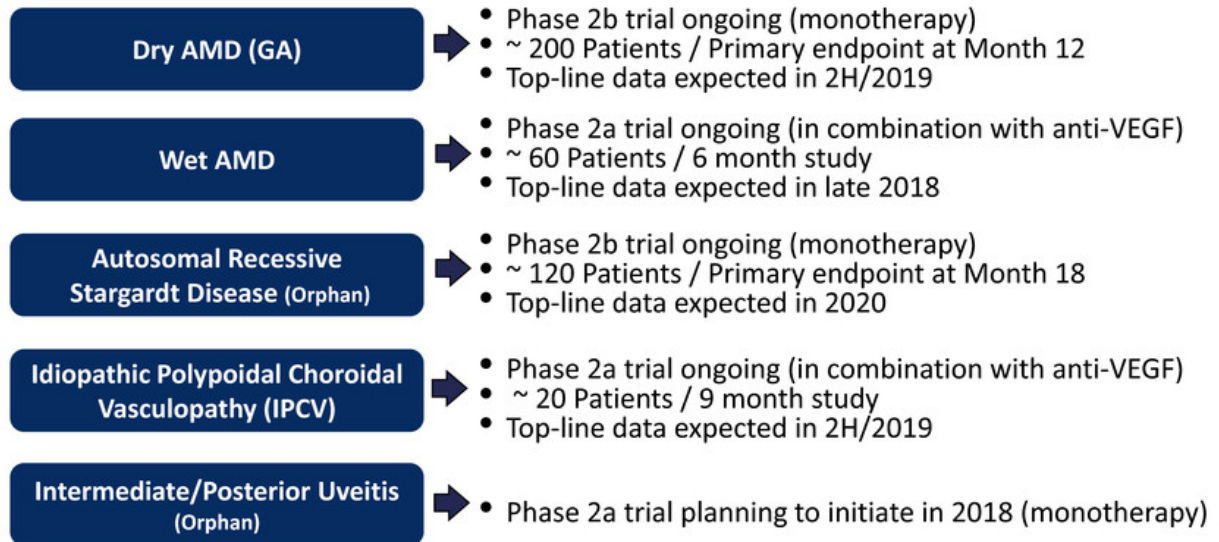 Dry AMD (GA)
• Phase 2b trial ongoing (monotherapy)
• ~ 200 Patients / Primary endpoint at Month 12
• Top-line data expected in 2H/2019
Wet AMD
• Phase 2a trial ongoing (in combination with anti-VEGF)
• ~ 60 Patients / 6 month study
• Top-line data expected in late 2018
Autosomal Recessive
Stargardt Disease (Orphan)
• Phase 2b trial ongoing (monotherapy)
• ~ 120 Patients / Primary endpoint at Month 18
• Top-line data expected in 2020
Idiopathic Polypoidal Choroidal
Vasculopathy (IPCV)
• Phase 2a trial ongoing (in combination with anti-VEGF)
• ~ 20 Patients / 9 month study
• Top-line data expected in 2H/2019
Intermediate/Posterior Uveitis
(Orphan)
• Phase 2a trial planning to initiate in 2018 (monotherapy)